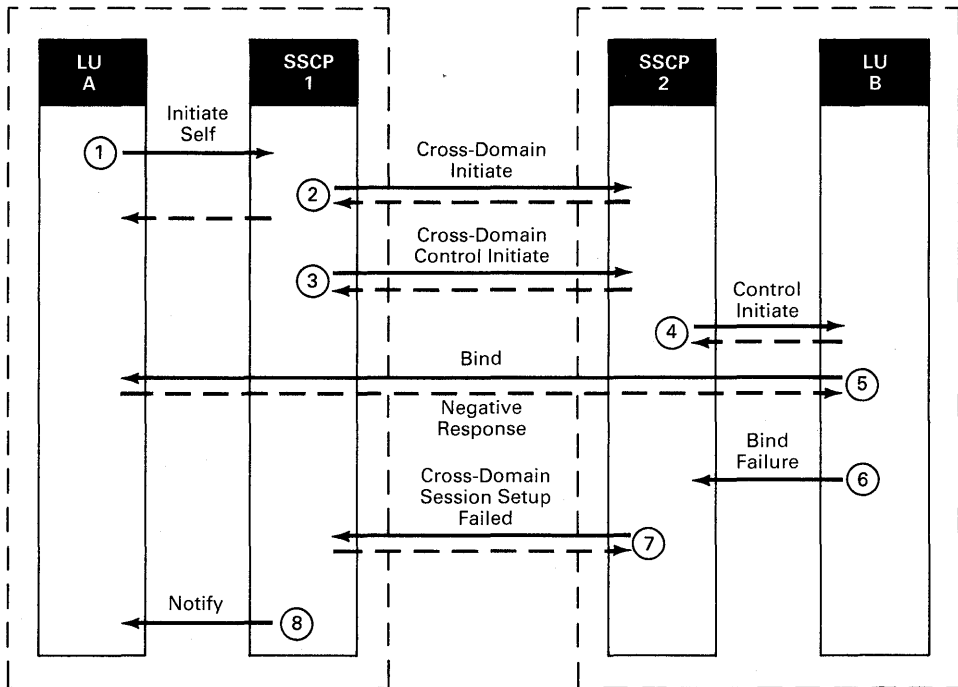 LU
A
SSCP
1
SSCP
2
LU
B
Initiate
Self
1
Cross-Domain
Initiate
2
Cross-Domain
Control Initiate
3
Control
Initiate
4
Bind
5
Negative
Response
Bind
Failure
6
Cross-Domain
Session Setup
Failed
7
Notify
8